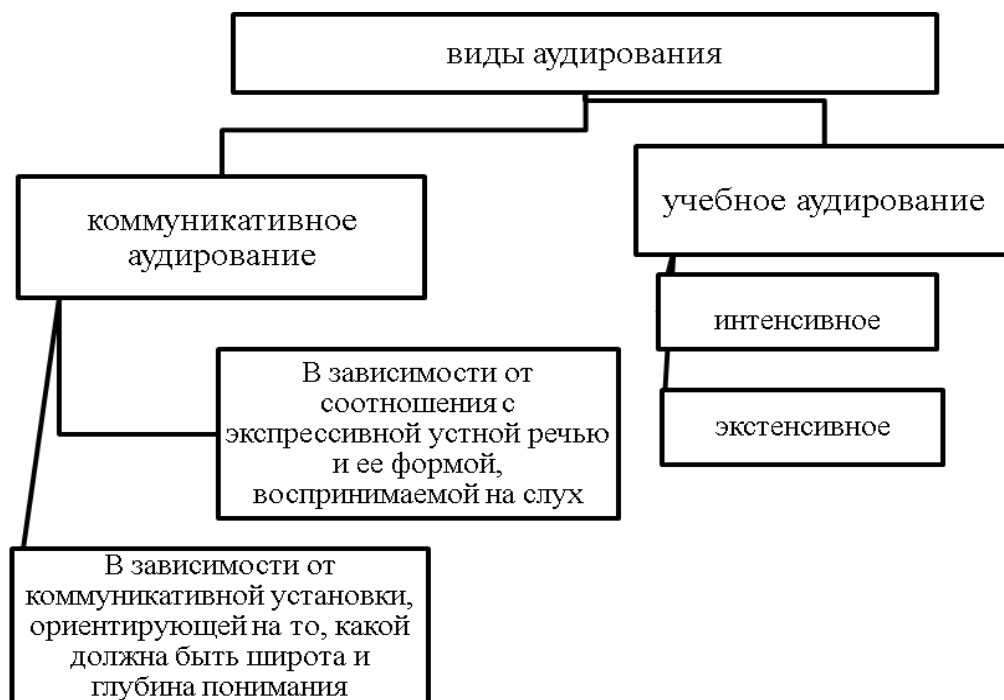 виды аудирования
коммуникативное
аудирование
учебное аудирование
интенсивное
экстенсивное
В зависимости от
соотношения с
экспрессивной устной речью
и ее формой,
воспринимаемой на слух
В зависимости от
коммуникативной установки,
ориентирующей на то, какой
должна быть широта и
глубина понимания